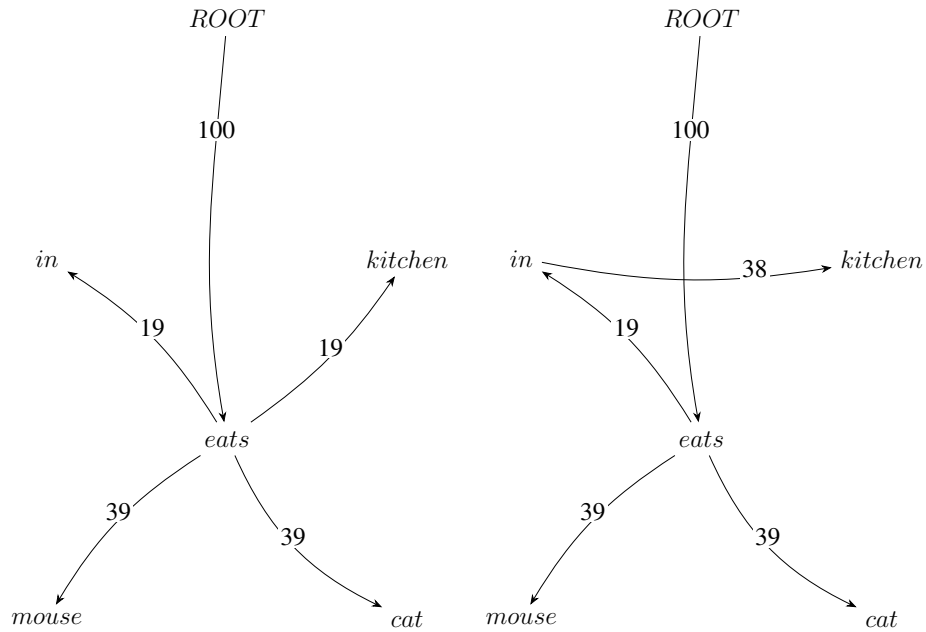 ROOT ROOT
100 100
in kitchen in kitchen
38
19 19
19
eats eats
39 39
39 39
mouse cat mouse cat